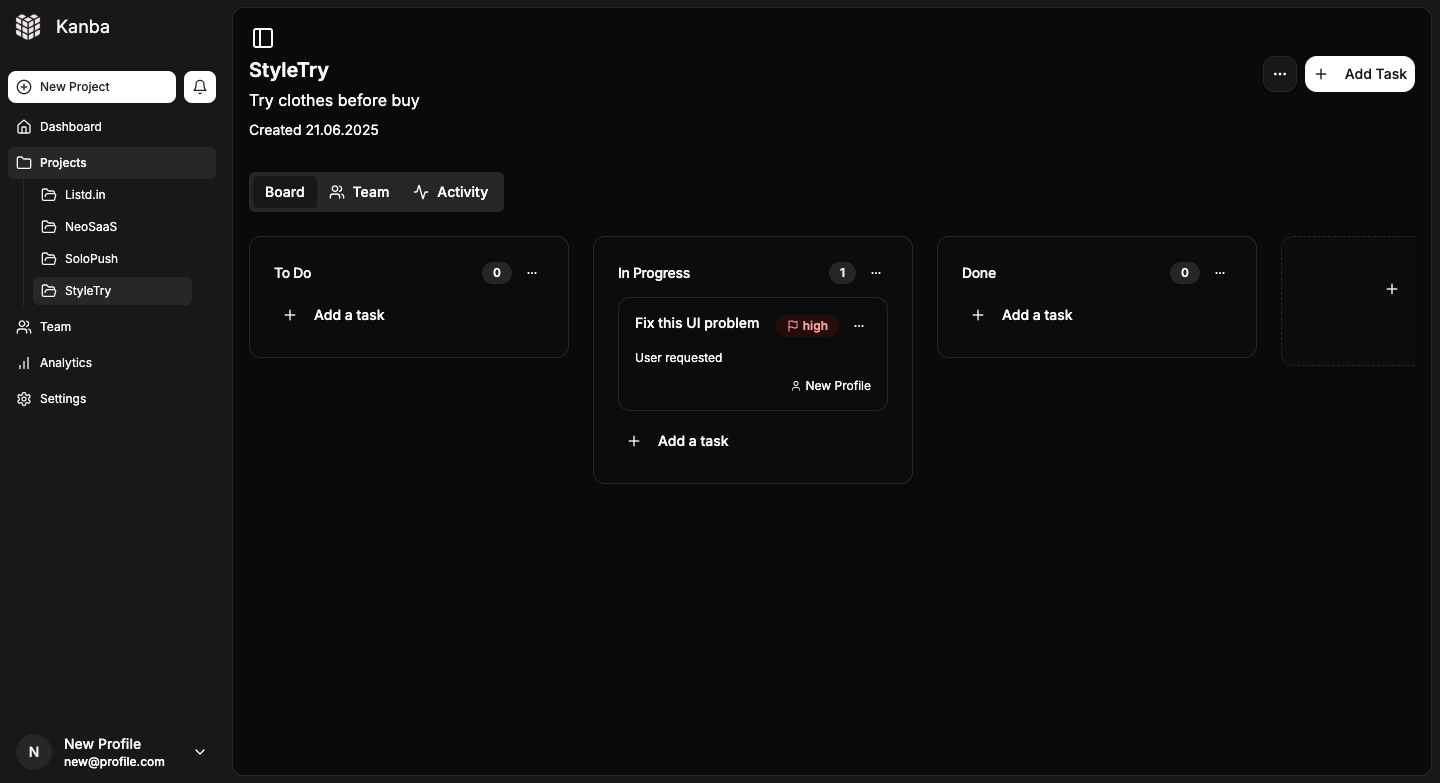 Kanba
New Project
Dashboard
Projects
Listd.in
NeoSaaS
SoloPush
StyleTry
Team
Analytics
Settings
N
New Profile
new@profile.com
StyleTry
Try clothes before buy
Created 21.06.2025
Add Task
Board Team Activity
To Do 0
Add a task
In Progress 1
Fix this UI problem high
User requested
New Profile
Add a task
Done 0
Add a task